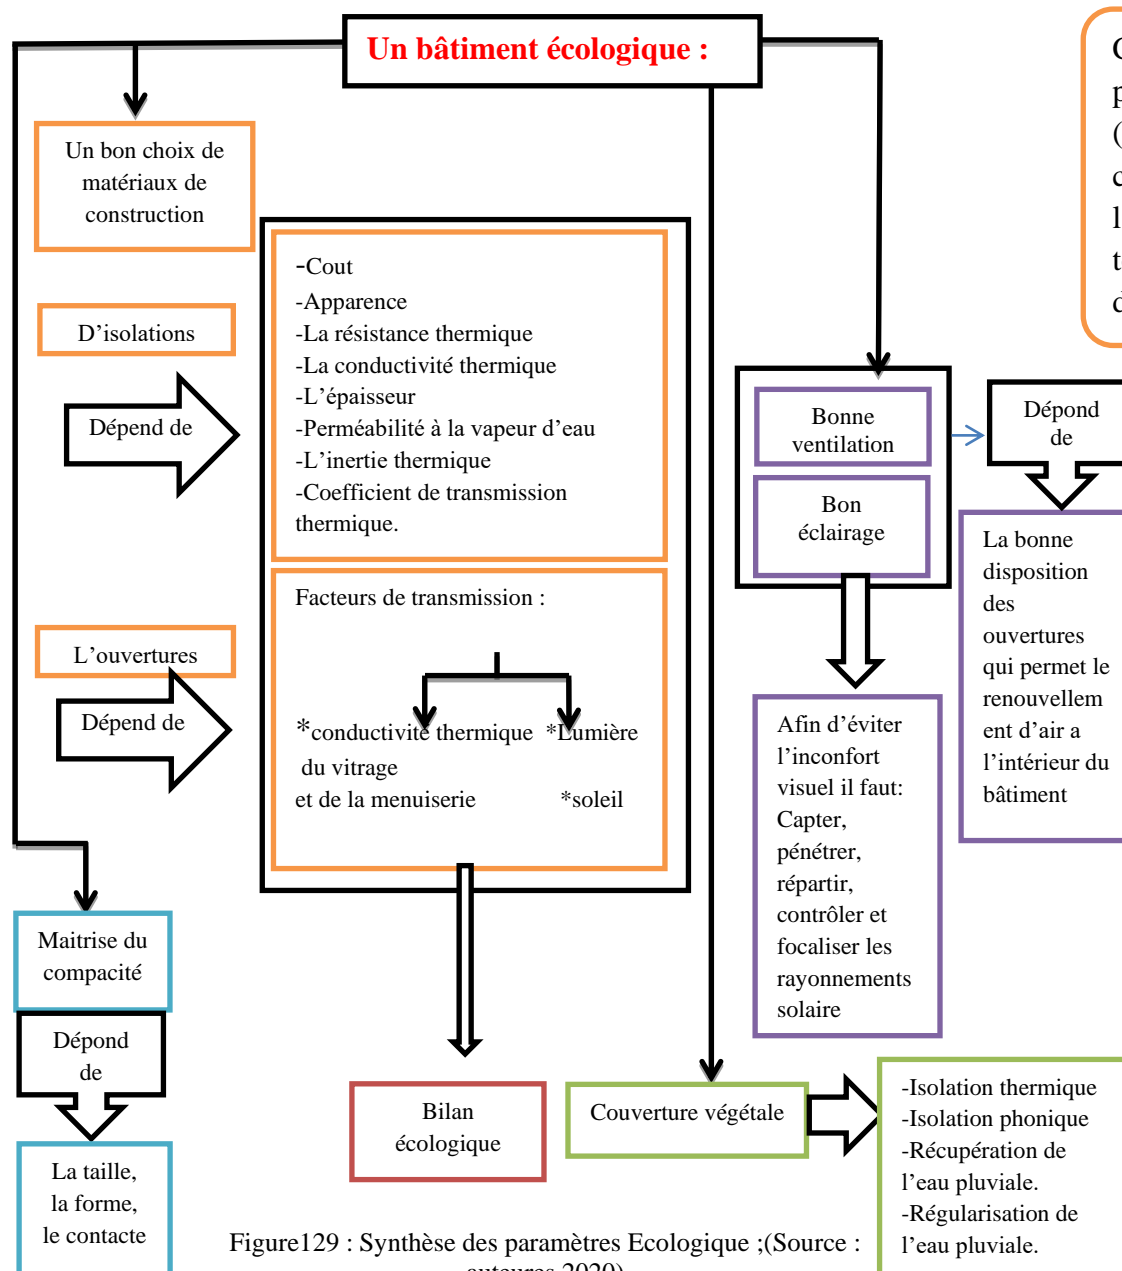 Un bâtiment écologique :
Un bon choix de
matériaux de
construction
D'isolations
Dépend de
-Cout
-Apparence
-La résistance thermique
-La conductivité thermique
-L'épaisseur
-Perméabilité à la vapeur d'eau
-L'inertie thermique
-Coefficient de transmission
thermique.
L'ouvertures
Dépend de
Facteurs de transmission :
*conductivité thermique
du vitrage
et de la menuiserie
*Lumière
*soleil
Bonne
ventilation
Bon
éclairage
Dépond
de
La bonne
disposition
des
ouvertures
qui permet le
renouvellem
ent d'air a
l'intérieur du
bâtiment
Afin d'éviter
l'inconfort
visuel il faut:
Capter,
pénétrer,
répartir,
contrôler et
focaliser les
rayonnements
solaire
Maitrise du
compacité
Dépond
de
La taille,
la forme,
le contacte
Bilan
écologique
Couverture végétale
-Isolation thermique
-Isolation phonique
-Récupération de
l'eau pluviale.
-Régularisation de
l'eau pluviale.
Figure129 : Synthèse des paramètres Ecologique ;(Source :
auteures 2020)